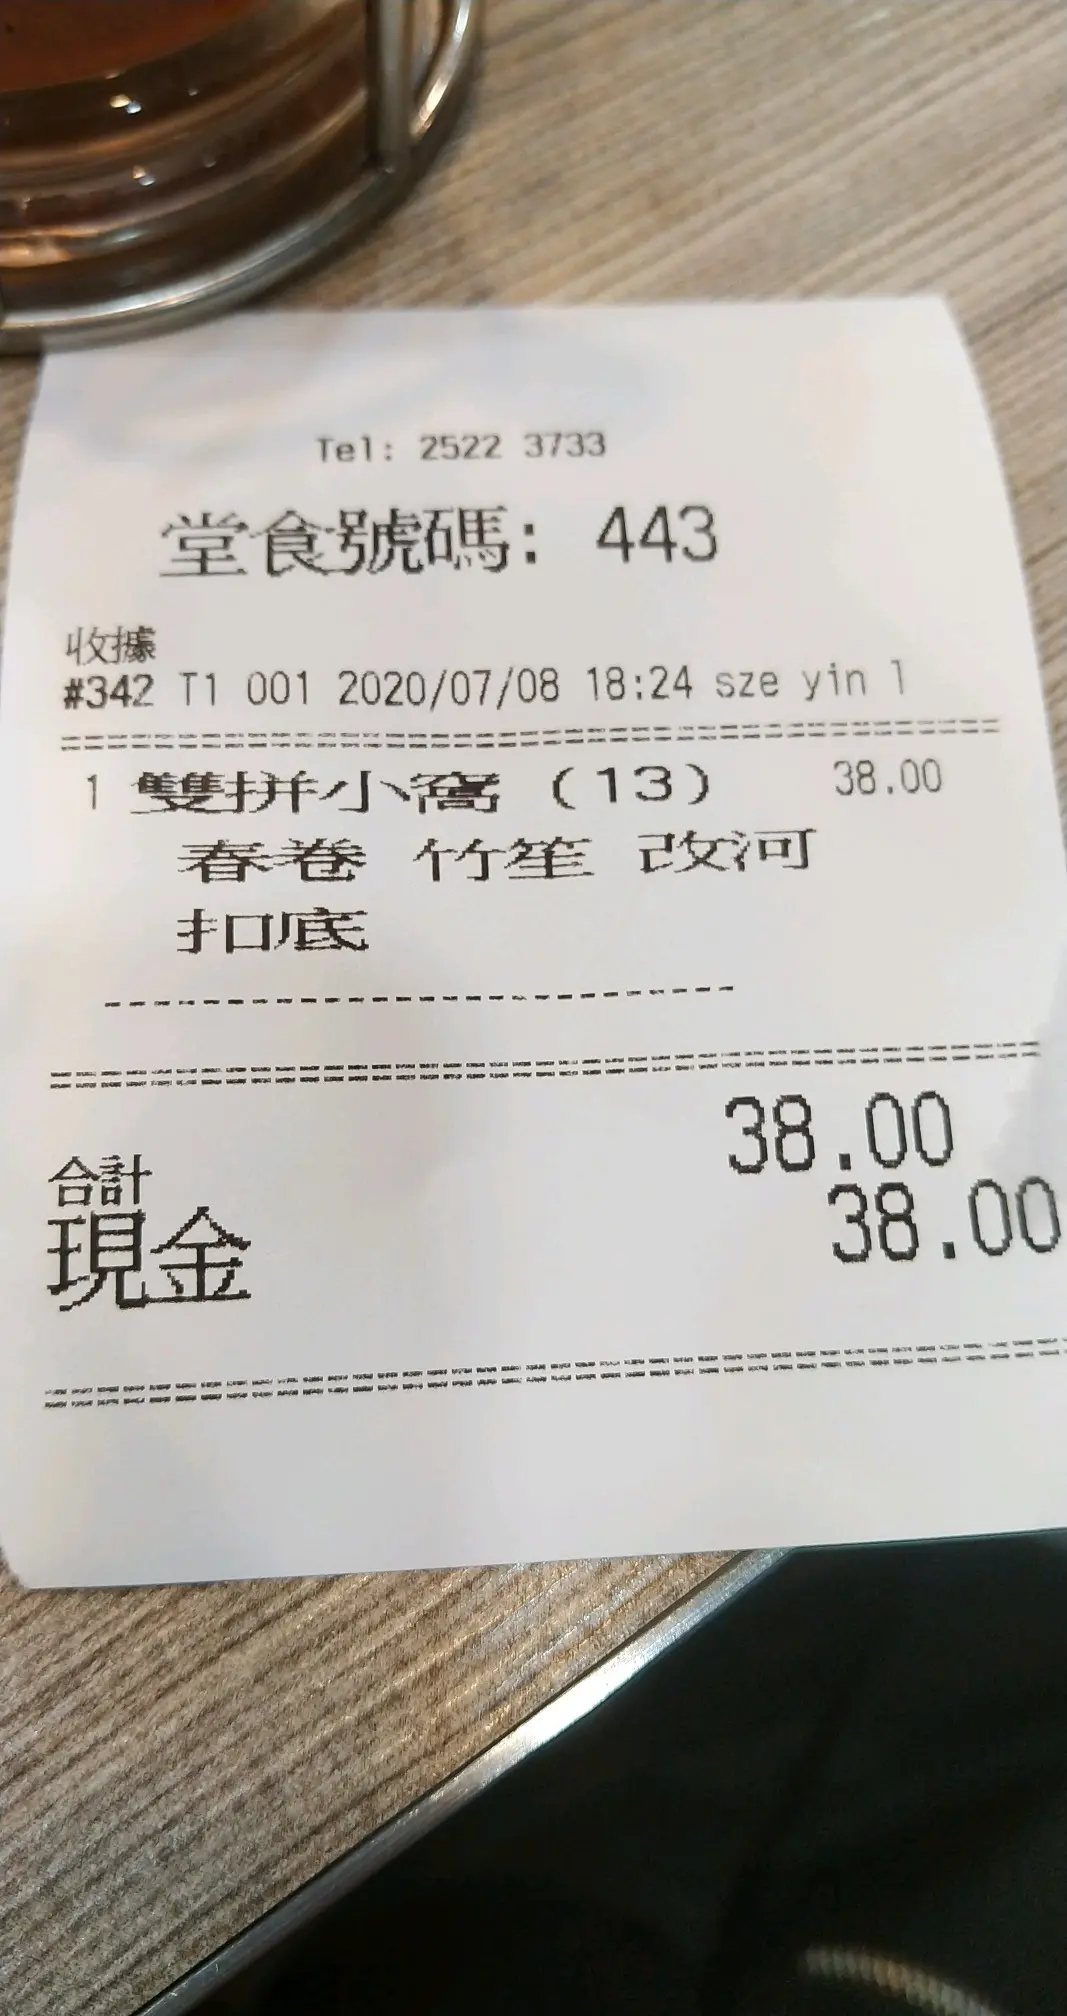 Tel: 2522 3733
堂食號碼: 443
收據
#342 T1 001 2020/07/08 18:24 sze yin l
1 雙拼小窩 (13) 38.00
春卷 竹笙 改河
扣底
合計 38.00
現金 38.00